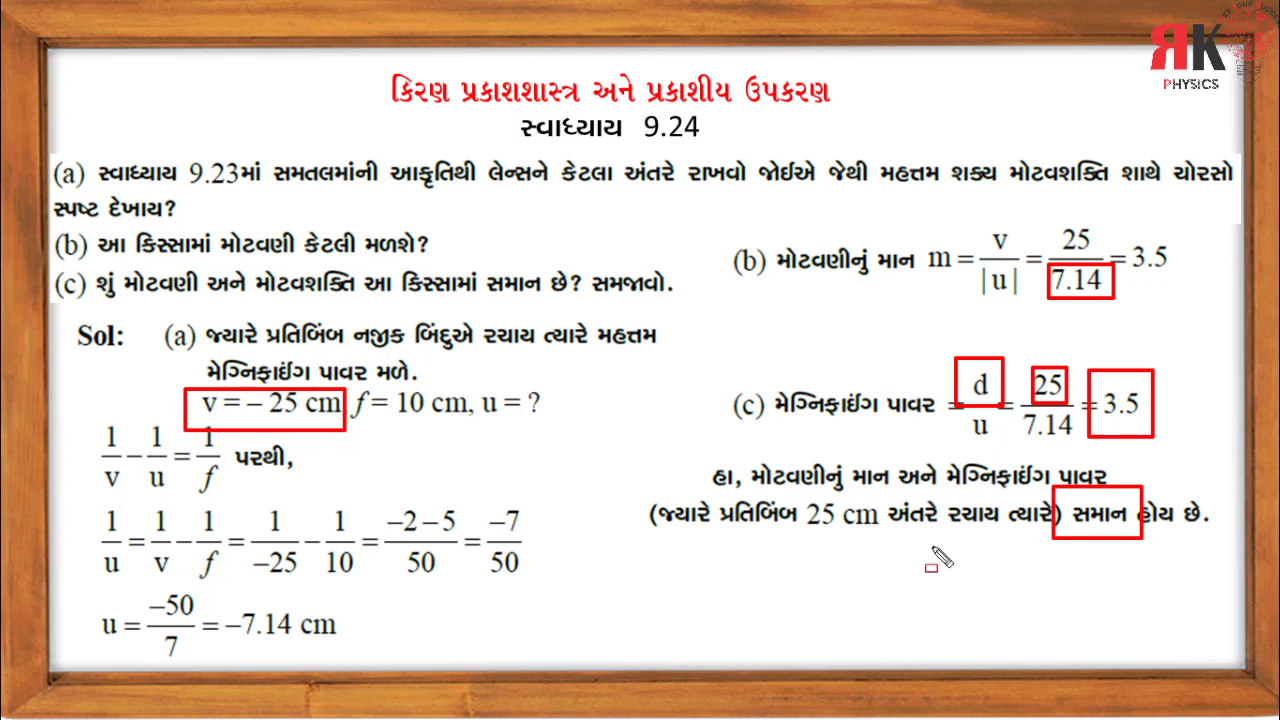 ЯK
PHYSICS
કિરણ પ્રકાશશાસ્ત્ર અને પ્રકાશીય ઉપકરણ
સ્વાધ્યાય 9.24
(a) સ્વાધ્યાય 9.23માં સમતલમાંની આકૃતિથી લેન્સને કેટલા અંતરે રાખવો જોઈએ જેથી મહત્તમ શક્ય મોટવશક્તિ શાથે ચોરસો
સ્પષ્ટ દેખાય?
(b) આ કિસ્સામાં મોટવણી કેટલી મળશે?
(c) શું મોટવણી અને મોટવશક્તિ આ કિસ્સામાં સમાન છે? સમજાવો.
Sol: (a) જ્યારે પ્રતિબિંબ નજીક બિંદુએ રચાય ત્યારે મહત્તમ
મેગ્નિફાઈંગ પાવર મળે.
v = – 25 cm, f = 10 cm, u = ?
1/v − 1/u = 1/f પરથી,
1/u = 1/v − 1/f = 1/−25 − 1/10 = −2 − 5/50 = −7/50
u = −50/7 = −7.14 cm
(b) મોટવણીનું માન m = v/|u| = 25/7.14 = 3.5
(c) મેગ્નિફાઈંગ પાવર = d/u = 25/7.14 = 3.5
હા, મોટવણીનું માન અને મેગ્નિફાઈંગ પાવર
(જ્યારે પ્રતિબિંબ 25 cm અંતરે રચાય ત્યારે) સમાન હોય છે.